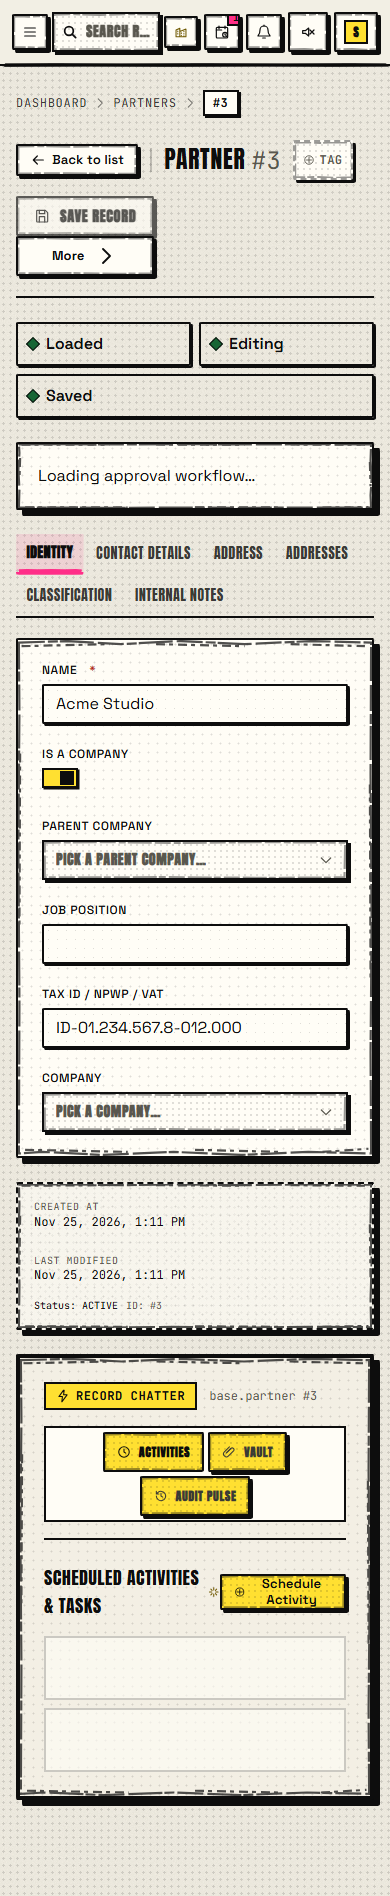 SEARCH R...
$
DASHBOARD > PARTNERS > #3
← Back to list
PARTNER #3
TAG
SAVE RECORD
More
Loaded
Editing
Saved
Loading approval workflow...
IDENTITY
CONTACT DETAILS
ADDRESS
ADDRESSES
CLASSIFICATION
INTERNAL NOTES
NAME *
Acme Studio
IS A COMPANY
PARENT COMPANY
PICK A PARENT COMPANY...
JOB POSITION
TAX ID / NPWP / VAT
ID-01.234.567.8-012.000
COMPANY
PICK A COMPANY...
CREATED AT
Nov 25, 2026, 1:11 PM
LAST MODIFIED
Nov 25, 2026, 1:11 PM
Status: ACTIVE ID: #3
RECORD CHATTER
base.partner #3
ACTIVITIES
VAULT
AUDIT PULSE
SCHEDULED ACTIVITIES
& TASKS
Schedule
Activity